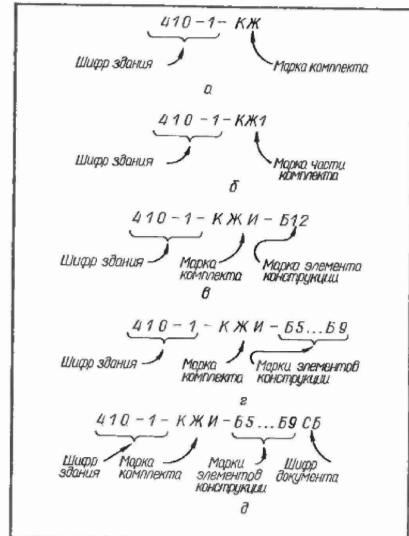 410-1-КЖ
Шифр здания Марка комплекта
а
410-1-КЖ1
Шифр здания Марка части
комплекта
б
410-1-КЖИ-Б12
Шифр здания Марка комплекта Марка элемента конструкции
в
410-1-КЖИ-Б5...Б9
Шифр здания Марка комплекта Марки элементов конструкции
г
410-1-КЖИ-Б5...Б9СБ
Шифр здания Марка комплекта Марки элементов конструкции Шифр документа
д